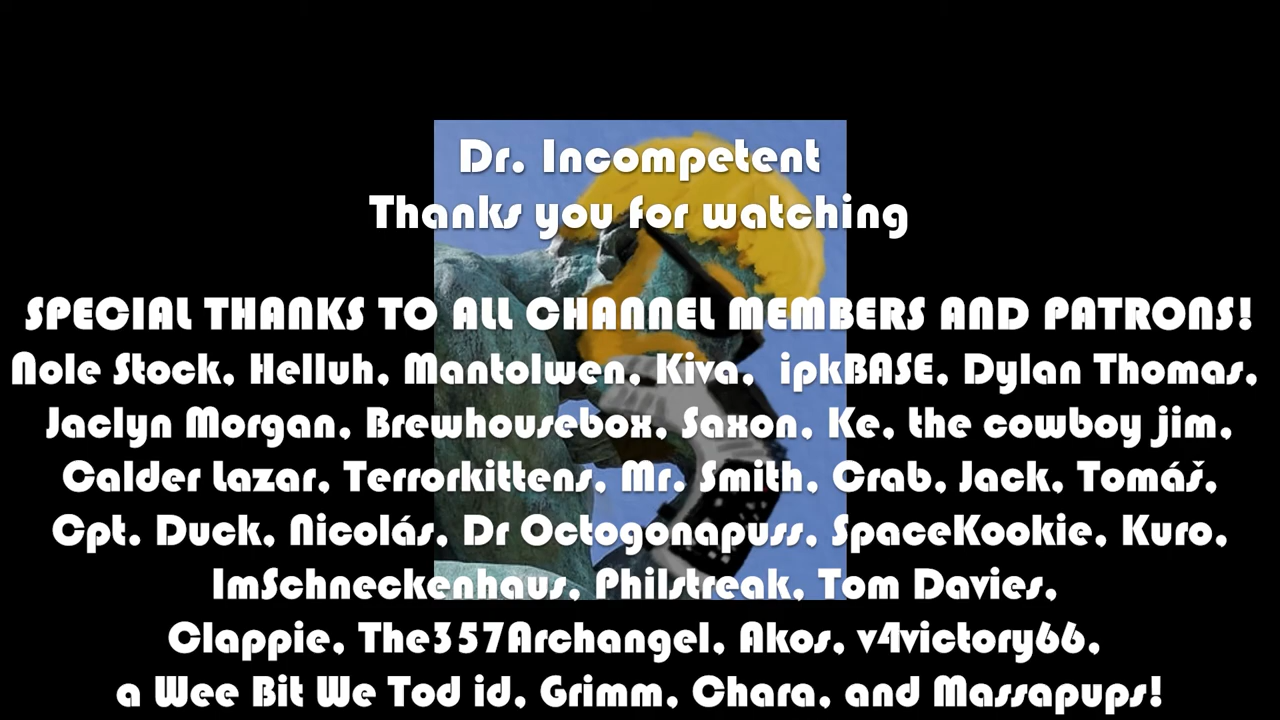 Dr. Incompetent
Thanks you for watching
SPECIAL THANKS TO ALL CHANNEL MEMBERS AND PATRONS!
Nole Stock, Helluh, Mantolwen, Kiva, ipkBASE, Dylan Thomas,
Jaclyn Morgan, Brewhousebox, Saxon, Ke, the cowboy jim,
Calder Lazar, Terrorkittens, Mr. Smith, Crab, Jack, Tomáš,
Cpt. Duck, Nicolás, Dr Octogonapuss, SpaceKookie, Kuro,
ImSchneckenhaus, Philstreak, Tom Davies,
Clappie, The357Archangel, Akos, v4victory66,
a Wee Bit We Tod id, Grimm, Chara, and Massapups!